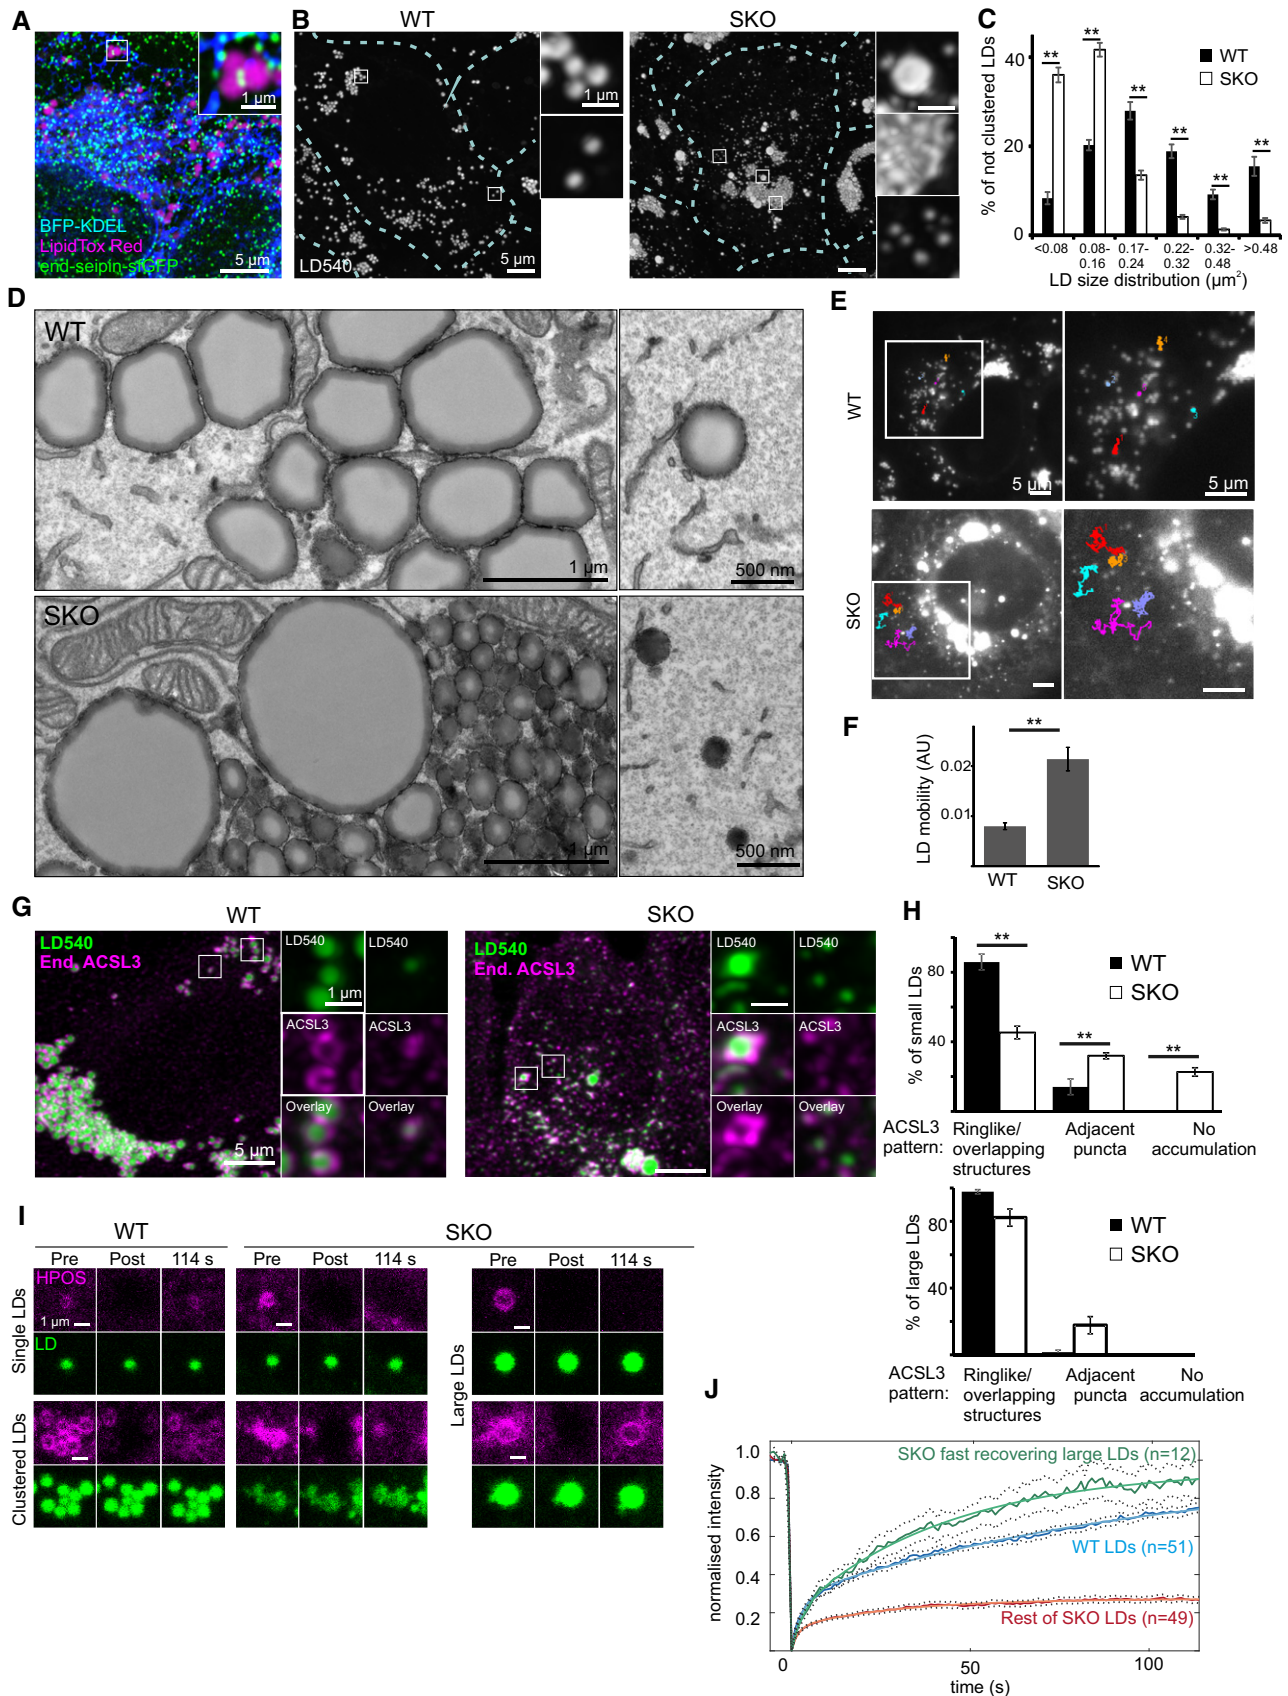 A
1 µm
BFP-KDEL
LipidTox Red
end-seipin-sfGFP
5 µm
B
WT
SKO
1 µm
LD540
5 µm
C
% of not clustered LDs
40
20
0
WT
SKO
** ** ** ** ** **
<0.08 0.08-0.16 0.17-0.24 0.22-0.32 0.32-0.48 >0.48
LD size distribution (µm²)
D
WT
1 µm
500 nm
SKO
1 µm
500 nm
E
WT
5 µm
5 µm
SKO
F
LD mobility (AU)
0.02
0.01
**
WT SKO
G
WT
SKO
LD540
End. ACSL3
5 µm
LD540
LD540
1 µm
ACSL3
ACSL3
Overlay
Overlay
LD540
End. ACSL3
LD540
LD540
ACSL3
ACSL3
Overlay
Overlay
H
% of small LDs
80
40
** ** **
WT
SKO
ACSL3 pattern:
Ringlike/ overlapping structures
Adjacent puncta
No accumulation
% of large LDs
80
40
WT
SKO
ACSL3 pattern:
Ringlike/ overlapping structures
Adjacent puncta
No accumulation
I
WT
SKO
Pre Post 114 s
Pre Post 114 s
Pre Post 114 s
Single LDs
HPOS
1 µm
LD
Clustered LDs
Large LDs
J
normalised intensity
1.0
0.8
0.6
0.4
0.2
SKO fast recovering large LDs (n=12)
WT LDs (n=51)
Rest of SKO LDs (n=49)
0 50 100
time (s)